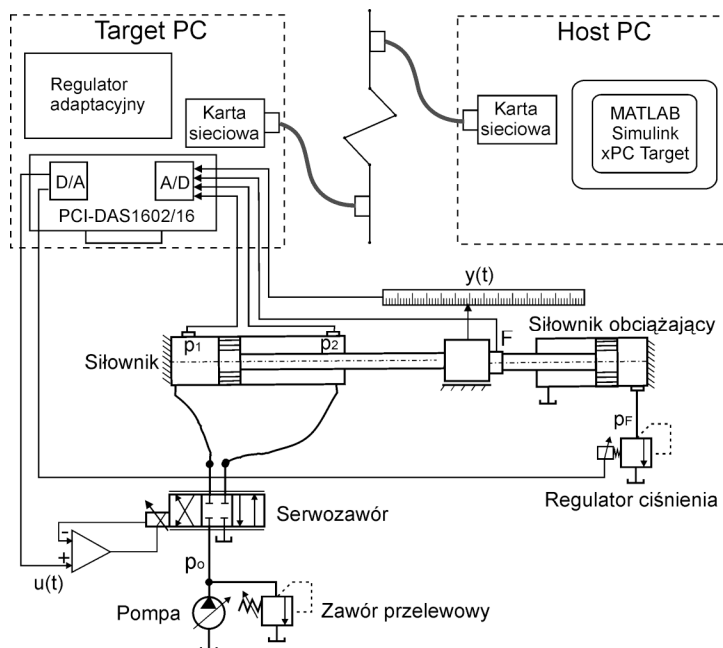 Target PC
Host PC
Regulator
adaptacyjny
Karta
sieciowa
Karta
sieciowa
MATLAB
Simulink
xPC Target
D/A
A/D
PCI-DAS1602/16
y(t)
Siłownik obciążający
F
p1
p2
Siłownik
pF
Regulator ciśnienia
Serwozawór
-
+
u(t)
po
Pompa
Zawór przelewowy